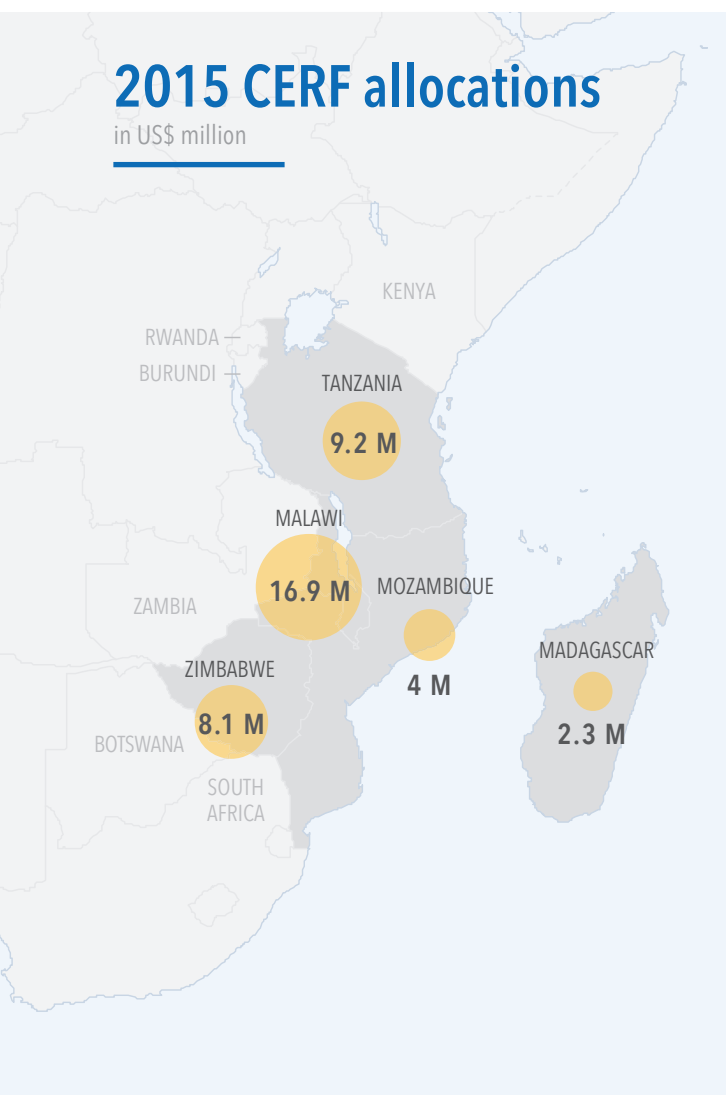 2015 CERF allocations
in US$ million
KENYA
RWANDA
BURUNDI
TANZANIA
9.2 M
MALAWI
16.9 M
MOZAMBIQUE
4 M
ZAMBIA
MADAGASCAR
2.3 M
ZIMBABWE
8.1 M
BOTSWANA
SOUTH
AFRICA